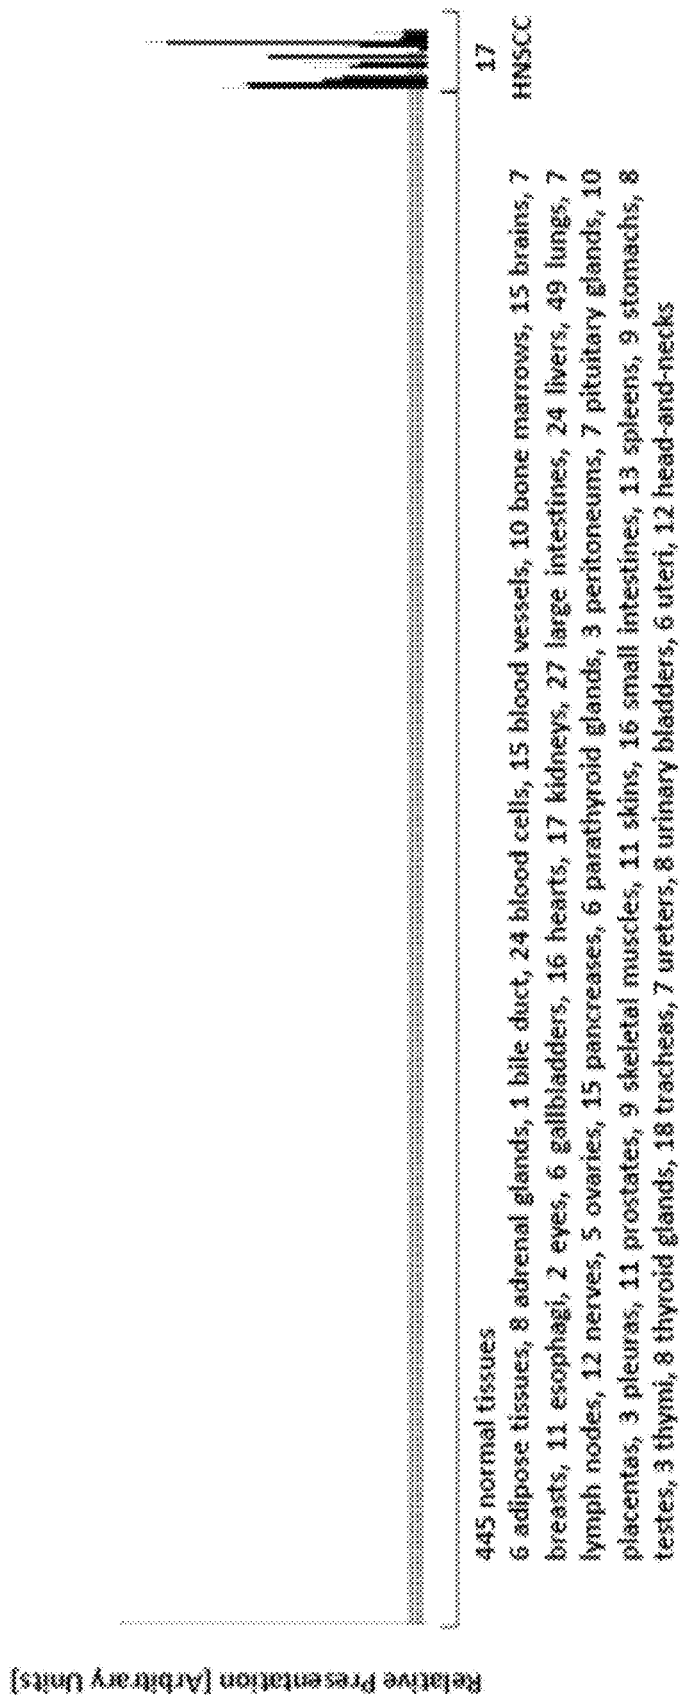 Relative Presentation [Arbitrary Units]
445 normal tissues
6 adipose tissues, 8 adrenal glands, 1 bile duct, 24 blood cells, 15 blood vessels, 10 bone marrows, 15 brains, 7
breasts, 11 esophagi, 2 eyes, 6 gallbladders, 16 hearts, 17 kidneys, 27 large intestines, 24 livers, 49 lungs, 7
lymph nodes, 12 nerves, 5 ovaries, 15 pancreases, 6 parathyroid glands, 3 peritoneums, 7 pituitary glands, 10
placentas, 3 pleuras, 11 prostates, 9 skeletal muscles, 11 skins, 16 small intestines, 13 spleens, 9 stomachs, 8
testes, 3 thymi, 8 thyroid glands, 18 tracheas, 7 ureters, 8 urinary bladders, 6 uteri, 12 head-and-necks
17
HNSCC